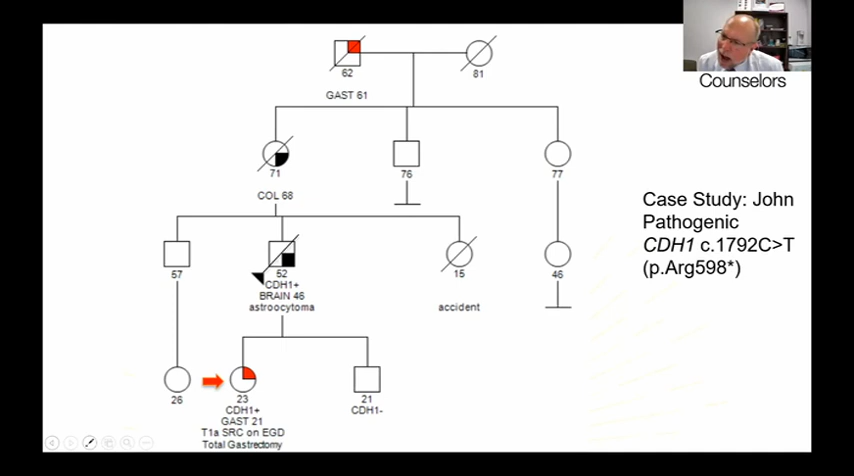 Counselors
62
81
GAST 61
71
76
77
COL 68
Case Study: John
Pathogenic
CDH1 c.1792C>T
(p.Arg598*)
57
52
CDH1+
BRAIN 46
astroocytoma
15
accident
46
26
23
CDH1+
GAST 21
T1a SRC on EGD
Total Gastrectomy
21
CDH1-